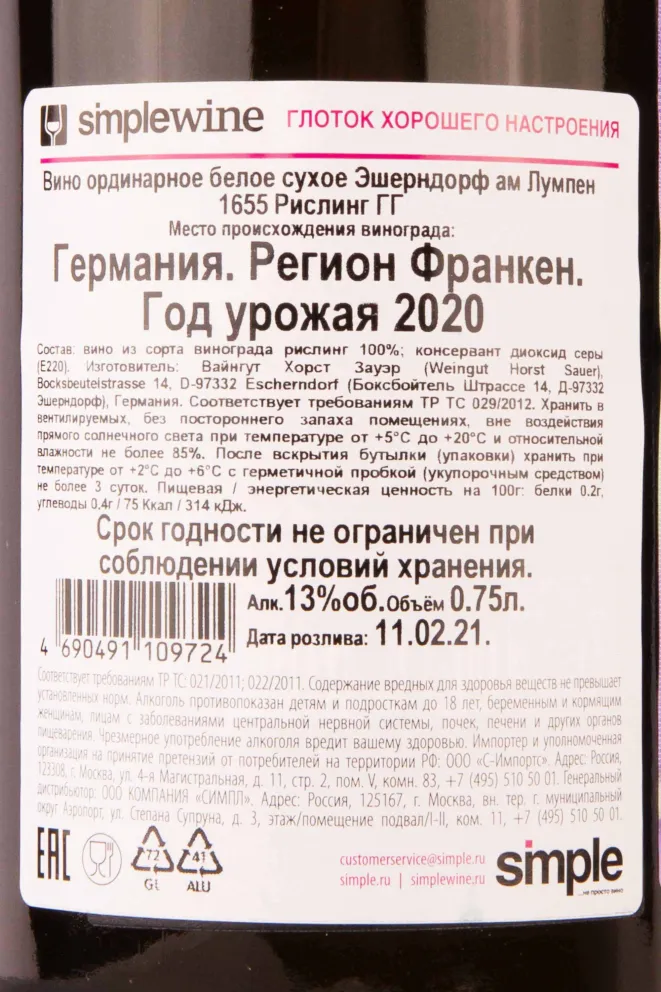 simplewine ГЛОТОК ХОРОШЕГО НАСТРОЕНИЯ
Вино ординарное белое сухое Эшерндорф ам Лумпен
1655 Рислинг ГГ
Место происхождения винограда:
Германия. Регион Франкен.
Год урожая 2020
Состав: вино из сорта винограда рислинг 100%; консервант диоксид серы
(Е220). Изготовитель: Вайнгут Хорст Зауэр (Weingut Horst Sauer),
Bocksbeutelstrasse 14, D-97332 Escherndorf (Боксбойтель Штрассе 14, Д-97332
Эшерндорф), Германия. Соответствует требованиям ТР ТС 029/2012. Хранить в
вентилируемых, без постороннего запаха помещениях, вне воздействия
прямого солнечного света при температуре от +5°С до +20°С и относительной
влажности не более 85%. После вскрытия бутылки (упаковки) хранить при
температуре от +2°С до +6°С с герметичной пробкой (укупорочным средством)
не более 3 суток. Пищевая / энергетическая ценность на 100г: белки 0.2г,
углеводы 0.4г / 75 Ккал / 314 кДж.
Срок годности не ограничен при
соблюдении условий хранения.
Алк.13%об.Объём 0.75л.
Дата розлива: 11.02.21.
4 690491 109724
Соответствует требованиям ТР ТС: 021/2011; 022/2011. Содержание вредных для здоровья веществ не превышает
установленных норм. Алкоголь противопоказан детям и подросткам до 18 лет, беременным и кормящим
женщинам, лицам с заболеваниями центральной нервной системы, почек, печени и других органов
пищеварения. Чрезмерное употребление алкоголя вредит вашему здоровью. Импортер и уполномоченная
организация на принятие претензий от потребителей на территории РФ: ООО «С-Импортс». Адрес: Россия,
123308, г. Москва, ул. 4-я Магистральная, д. 11, стр. 2, пом. V, комн. 83, +7 (495) 510 50 01. Генеральный
дистрибьютор: ООО КОМПАНИЯ «СИМПЛ». Адрес: Россия, 125167, г. Москва, вн. тер. г. муниципальный
округ Аэропорт, ул. Степана Супруна, д. 3, этаж/помещение подвал/I-II, ком. 11, +7 (495) 510 50 01.
EAC
72
GL
41
ALU
customerservice@simple.ru
simple.ru | simplewine.ru
simple
...не просто вино